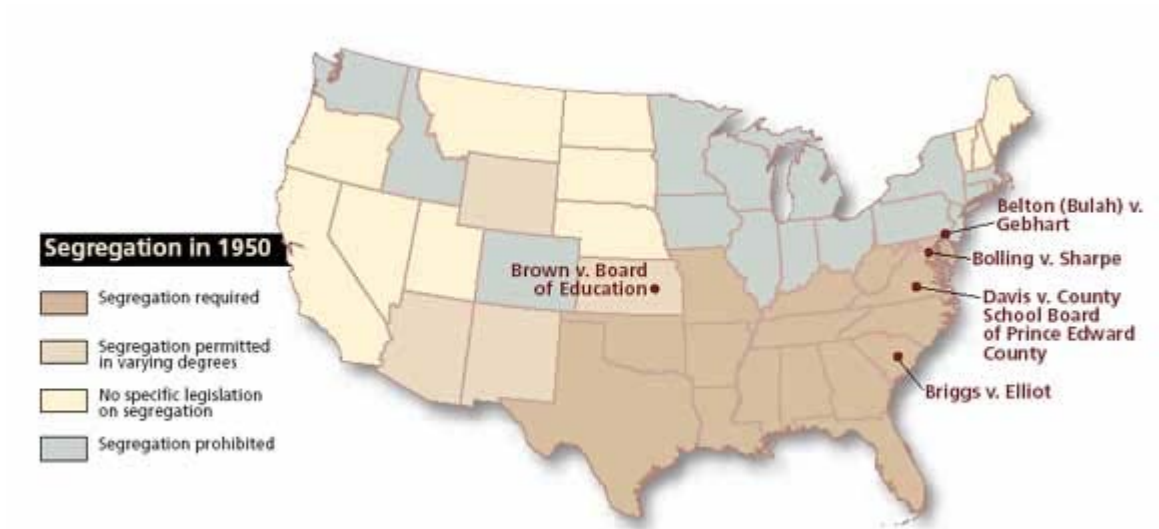 Segregation in 1950
Segregation required
Segregation permitted
in varying degrees
No specific legislation
on segregation
Segregation prohibited
Brown v. Board
of Education
Belton (Bulah) v.
Gebhart
Bolling v. Sharpe
Davis v. County
School Board
of Prince Edward
County
Briggs v. Elliot